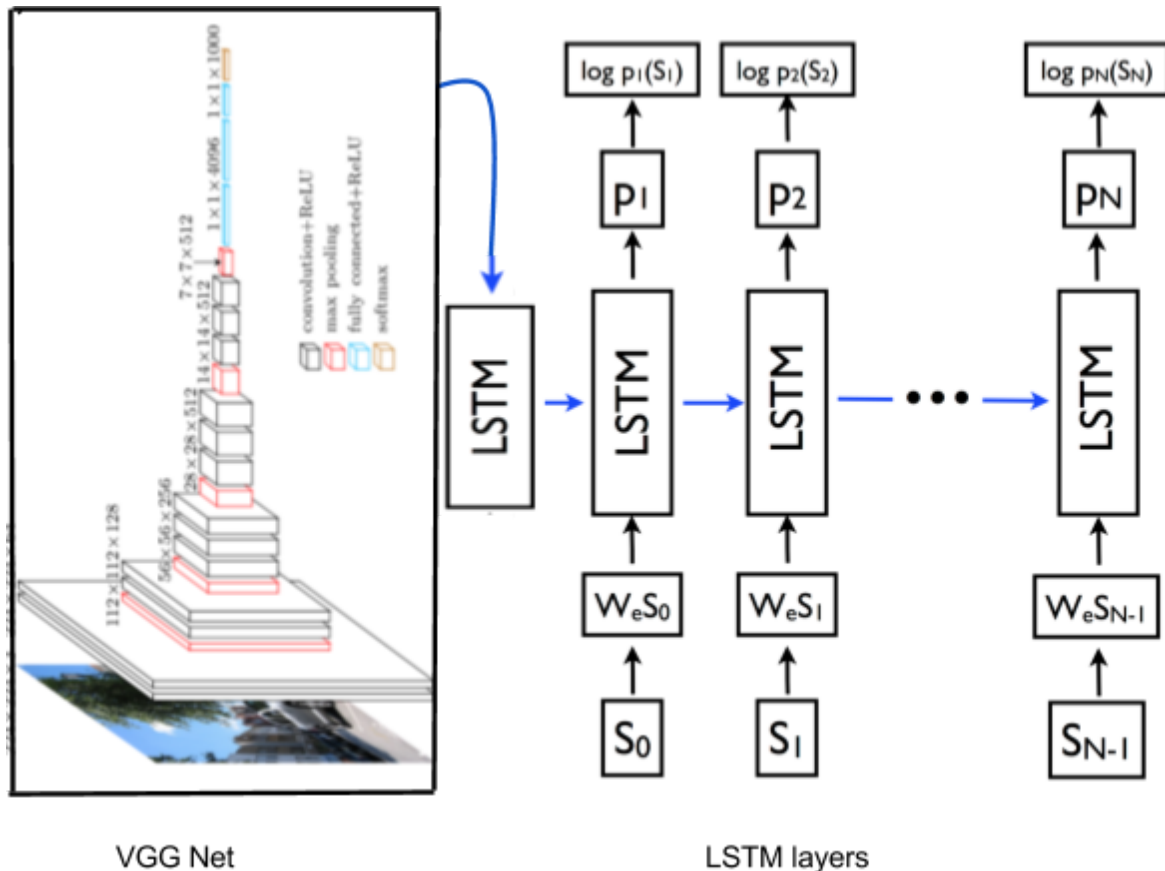 1×1×1000
1×1×4096
7×7×512
14×14×512
28×28×512
56×56×256
112×112×128
convolution+ReLU
max pooling
fully connected+ReLU
softmax
log p1(S1)
log p2(S2)
log pN(SN)
p1
p2
pN
LSTM
LSTM
LSTM
•••
LSTM
WeS0
WeS1
WeSN-1
S0
S1
SN-1
VGG Net
LSTM layers